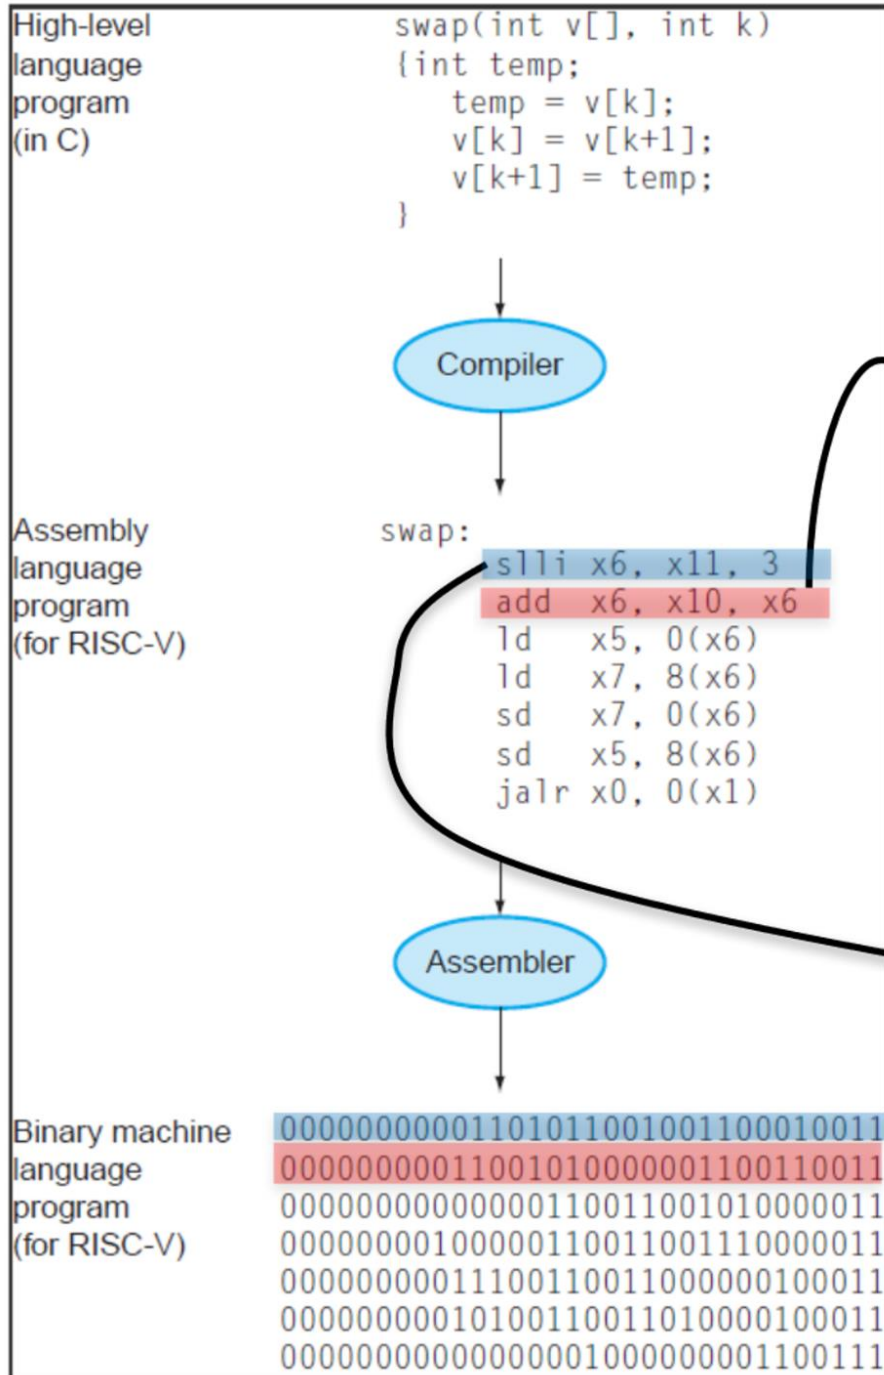 High-level swap(int v[], int k)
language {int temp;
program temp = v[k];
(in C) v[k] = v[k+1];
v[k+1] = temp;
}
Compiler
Assembly swap:
language slli x6, x11, 3
program add x6, x10, x6
(for RISC-V) ld x5, 0(x6)
ld x7, 8(x6)
sd x7, 0(x6)
sd x5, 8(x6)
jalr x0, 0(x1)
Assembler
Binary machine 00000000001101011001001100010011
language 00000000011001010000001100110011
program 00000000000000110011001010000011
(for RISC-V) 00000000100000110011001110000011
00000000011100110011000000100011
00000000010100110011010000100011
00000000000000001000000001100111